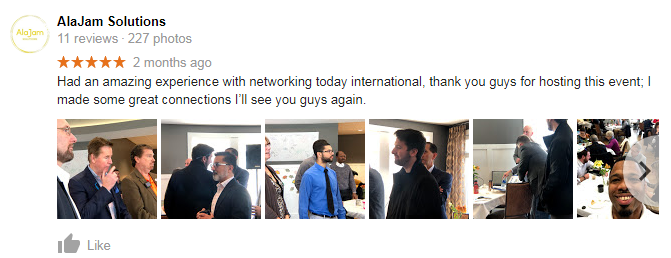 AlaJam
AlaJam Solutions
11 reviews · 227 photos
2 months ago
Had an amazing experience with networking today international, thank you guys for hosting this event; I
made some great connections I’ll see you guys again.
Like